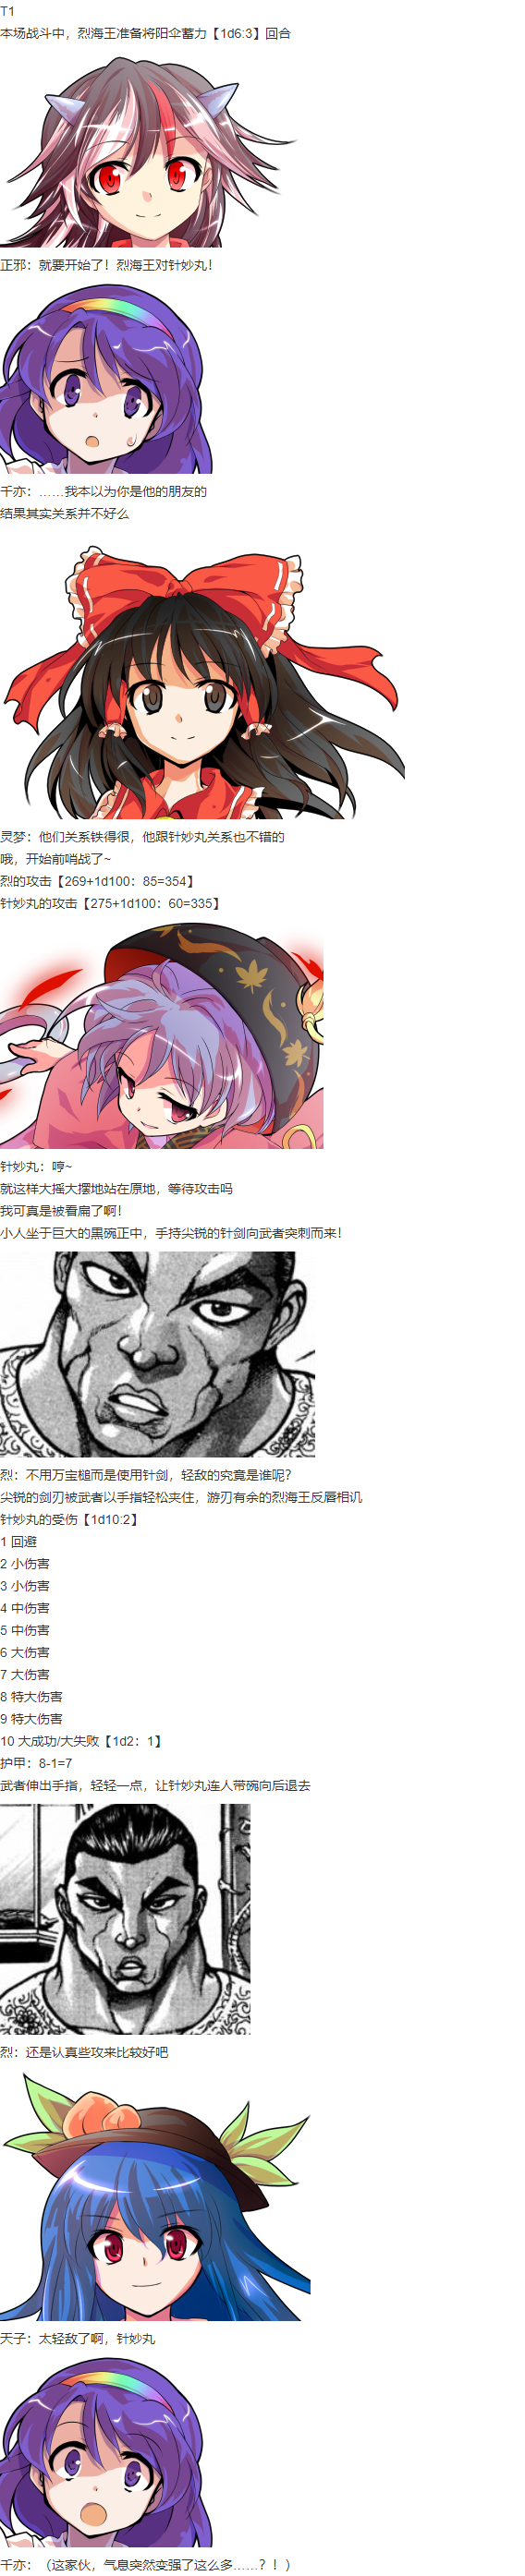 T1
本场战斗中，烈海王准备将阳伞蓄力【1d6:3】回合
正邪：就要开始了！烈海王对针妙丸！
千亦：……我本以为你是他的朋友的
结果其实关系并不好么
灵梦：他们关系铁得很，他跟针妙丸关系也不错的
哦，开始前哨战了~
烈的攻击【269+1d100：85=354】
针妙丸的攻击【275+1d100：60=335】
针妙丸：哼~
就这样大摇大摆地站在原地，等待攻击吗
我可真是被看扁了啊！
小人坐于巨大的黑碗正中，手持尖锐的针剑向武者突刺而来！
烈：不用万宝槌而是使用针剑，轻敌的究竟是谁呢？
尖锐的剑刃被武者以手指轻松夹住，游刃有余的烈海王反唇相讥
针妙丸的受伤【1d10:2】
1 回避
2 小伤害
3 小伤害
4 中伤害
5 中伤害
6 大伤害
7 大伤害
8 特大伤害
9 特大伤害
10 大成功/大失败【1d2：1】
护甲：8-1=7
武者伸出手指，轻轻一点，让针妙丸连人带碗向后退去
烈：还是认真些攻来比较好吧
天子：太轻敌了啊，针妙丸
千亦：（这家伙，气息突然变强了这么多……？！）